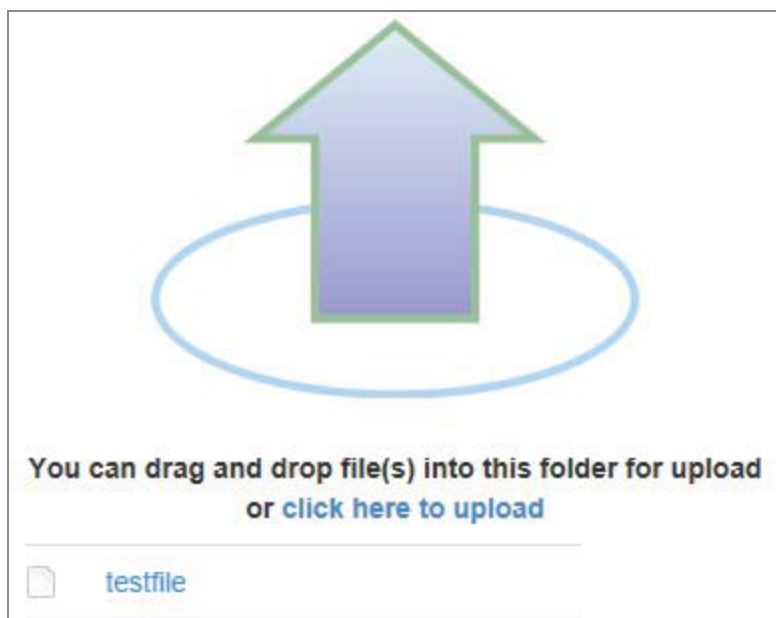 You can drag and drop file(s) into this folder for upload
or click here to upload
testfile